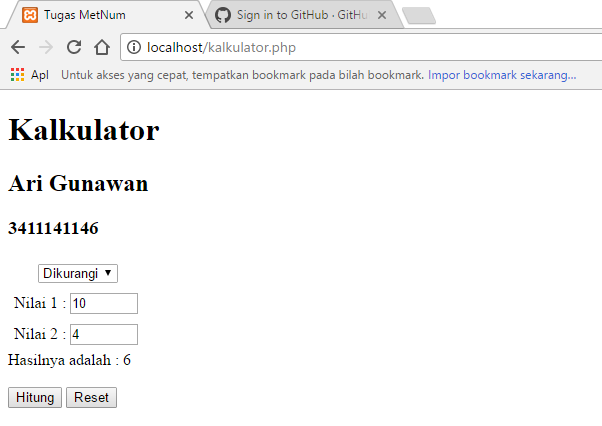 Tugas MetNum
Sign in to GitHub · GitHu
localhost/kalkulator.php
Apl Untuk akses yang cepat, tempatkan bookmark pada bilah bookmark. Impor bookmark sekarang...
Kalkulator
Ari Gunawan
3411141146
Dikurangi
Nilai 1 : 10
Nilai 2 : 4
Hasilnya adalah : 6
Hitung Reset